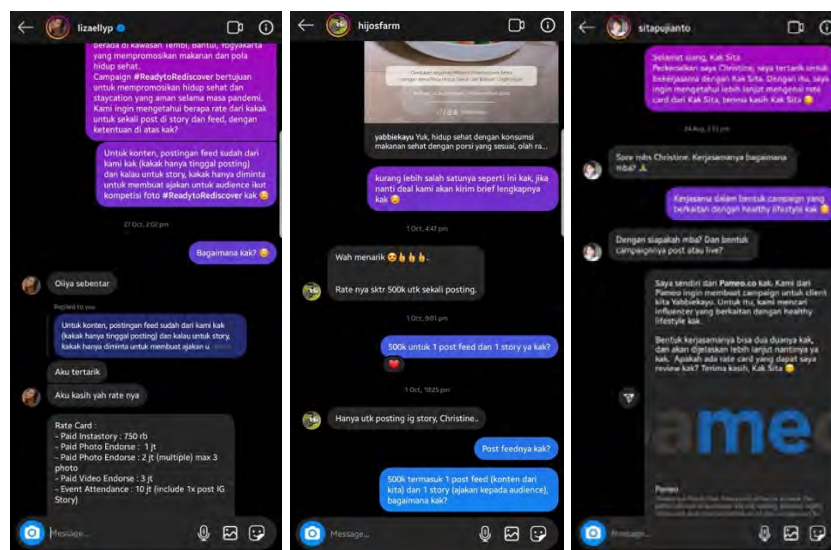 lizaellyp
berada di kawasan Tembi, Bantul, Yogyakarta
yang mempromosikan makanan dan pola
hidup sehat.
Campaign #ReadytoRediscover bertujuan
untuk mempromosikan hidup sehat dan
staycation yang aman selama masa pandemi.
Kami ingin mengetahui berapa rate dari kakak
untuk sekali post di story dan feed, dengan
ketentuan di atas kak?
Untuk konten, postingan feed sudah dari
kami kak (kakak hanya tinggal posting)
dan kalau untuk story, kakak hanya diminta
untuk membuat ajakan untuk audience ikut
kompetisi foto #ReadytoRediscover kak 😊
27 Oct, 2:02 pm
Bagaimana kak? 😊
Oiiya sebentar
Replied to you
Untuk konten, postingan feed sudah dari kami kak
(kakak hanya tinggal posting) dan kalau untuk story,
kakak hanya diminta untuk membuat ajakan u
Aku tertarik
Aku kasih yah rate nya
Rate Card :
- Paid Instastory : 750 rb
- Paid Photo Endorse : 1 jt
- Paid Photo Endorse : 2 jt (multiple) max 3
photo
- Paid Video Endorse : 3 jt
- Event Attendance : 10 jt (include 1x post IG
Story)
Message...
hijosfarm
yabbiekayu Yuk, hidup sehat dengan konsumsi
makanan sehat dengan porsi yang sesuai, olah ra...
kurang lebih salah satunya seperti ini kak, jika
nanti deal kami akan kirim brief lengkapnya
kak 😊
1 Oct, 4:47 pm
Wah menarik 😍👍👍👍.
Rate nya sktr 500k utk sekali posting.
1 Oct, 9:01 pm
500k untuk 1 post feed dan 1 story ya kak?
❤️
1 Oct, 10:25 pm
Hanya utk posting ig story, Christine..
Post feednya kak?
500k termasuk 1 post feed (konten dari
kita) dan 1 story (ajakan kepada audience),
bagaimana kak?
Message...
sitapujianto
Selamat siang, Kak Sita
Perkenalkan saya Christine, saya tertarik untuk
bekerjasama dengan Kak Sita. Dengan itu, saya
ingin mengetahui lebih lanjut mengenai rate
card dari Kak Sita, terima kasih Kak Sita 😊
24 Aug, 2:13 pm
Sore mbs Christine. Kerjasamanya bagaimana
mba? 🙏
Kerjasama dalam bentuk campaign yang
berkaitan dengan healthy lifestyle kak 😊
Dengan siapakah mba? Dan bentuk
campaignnya post atau live?
Saya sendiri dari Pameo.co kak. Kami dari
Pameo ingin membuat campaign untuk client
kita Yabbiekayu. Untuk itu, kami mencari
influencer yang berkaitan dengan healthy
lifestyle kak.
Bentuk kerjasamanya bisa dua duanya kak,
dan akan dijelaskan lebih lanjut nantinya ya
kak. Apakah ada rate card yang dapat saya
review kak? Terima kasih, Kak Sita 😊
ameo
Pameo
Message...